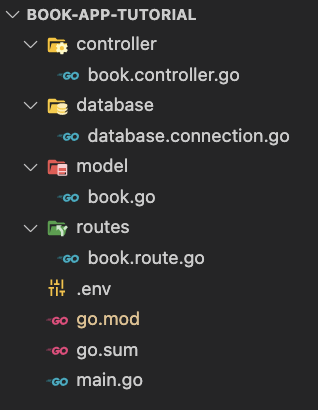 BOOK-APP-TUTORIAL
controller
GO book.controller.go
database
GO database.connection.go
model
GO book.go
routes
GO book.route.go
.env
GO go.mod
GO go.sum
GO main.go